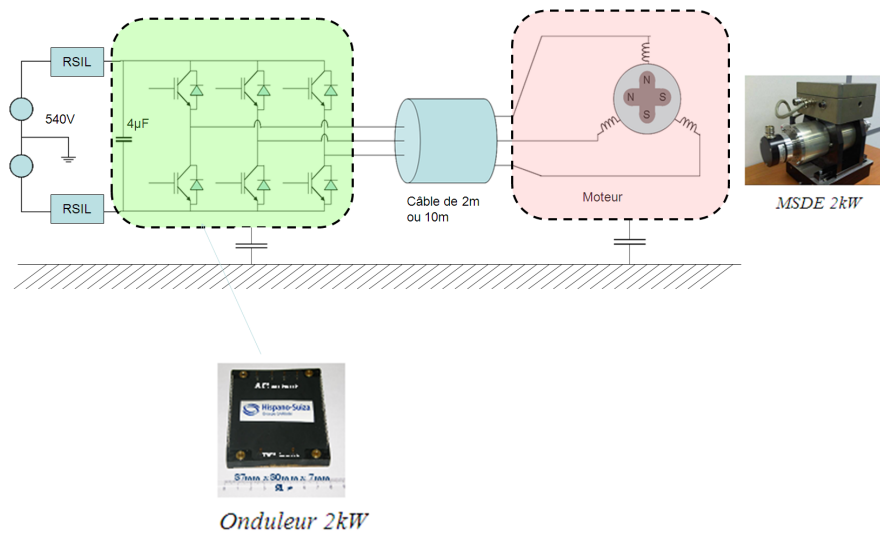 RSIL
540V
RSIL
4µF
Câble de 2m
ou 10m
N
N
S
S
Moteur
MSDE 2kW
Hispano-Suiza
Onduleur 2kW